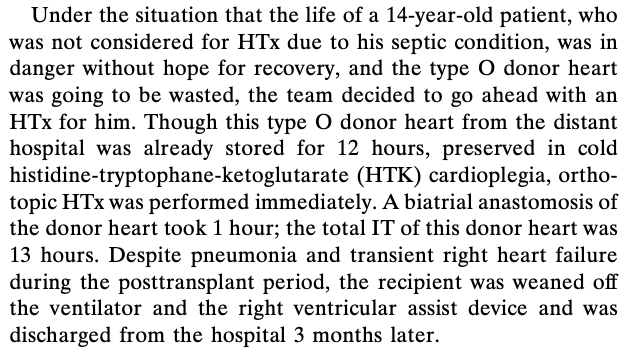 Under the situation that the life of a 14-year-old patient, who
was not considered for HTx due to his septic condition, was in
danger without hope for recovery, and the type O donor heart
was going to be wasted, the team decided to go ahead with an
HTx for him. Though this type O donor heart from the distant
hospital was already stored for 12 hours, preserved in cold
histidine-tryptophane-ketoglutarate (HTK) cardioplegia, ortho-
topic HTx was performed immediately. A biatrial anastomosis of
the donor heart took 1 hour; the total IT of this donor heart was
13 hours. Despite pneumonia and transient right heart failure
during the posttransplant period, the recipient was weaned off
the ventilator and the right ventricular assist device and was
discharged from the hospital 3 months later.